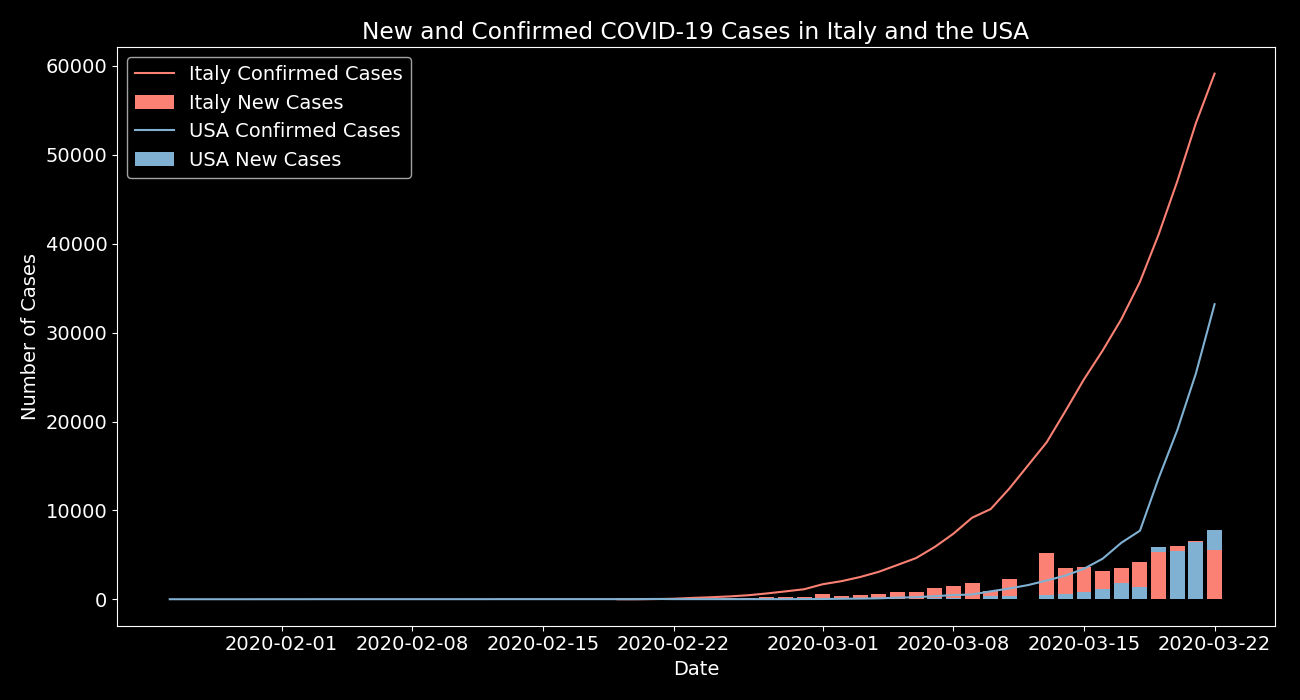 New and Confirmed COVID-19 Cases in Italy and the USA
Italy Confirmed Cases
Italy New Cases
USA Confirmed Cases
USA New Cases
60000
50000
40000
30000
20000
10000
0
Number of Cases
2020-02-01
2020-02-08
2020-02-15
2020-02-22
2020-03-01
2020-03-08
2020-03-15
2020-03-22
Date